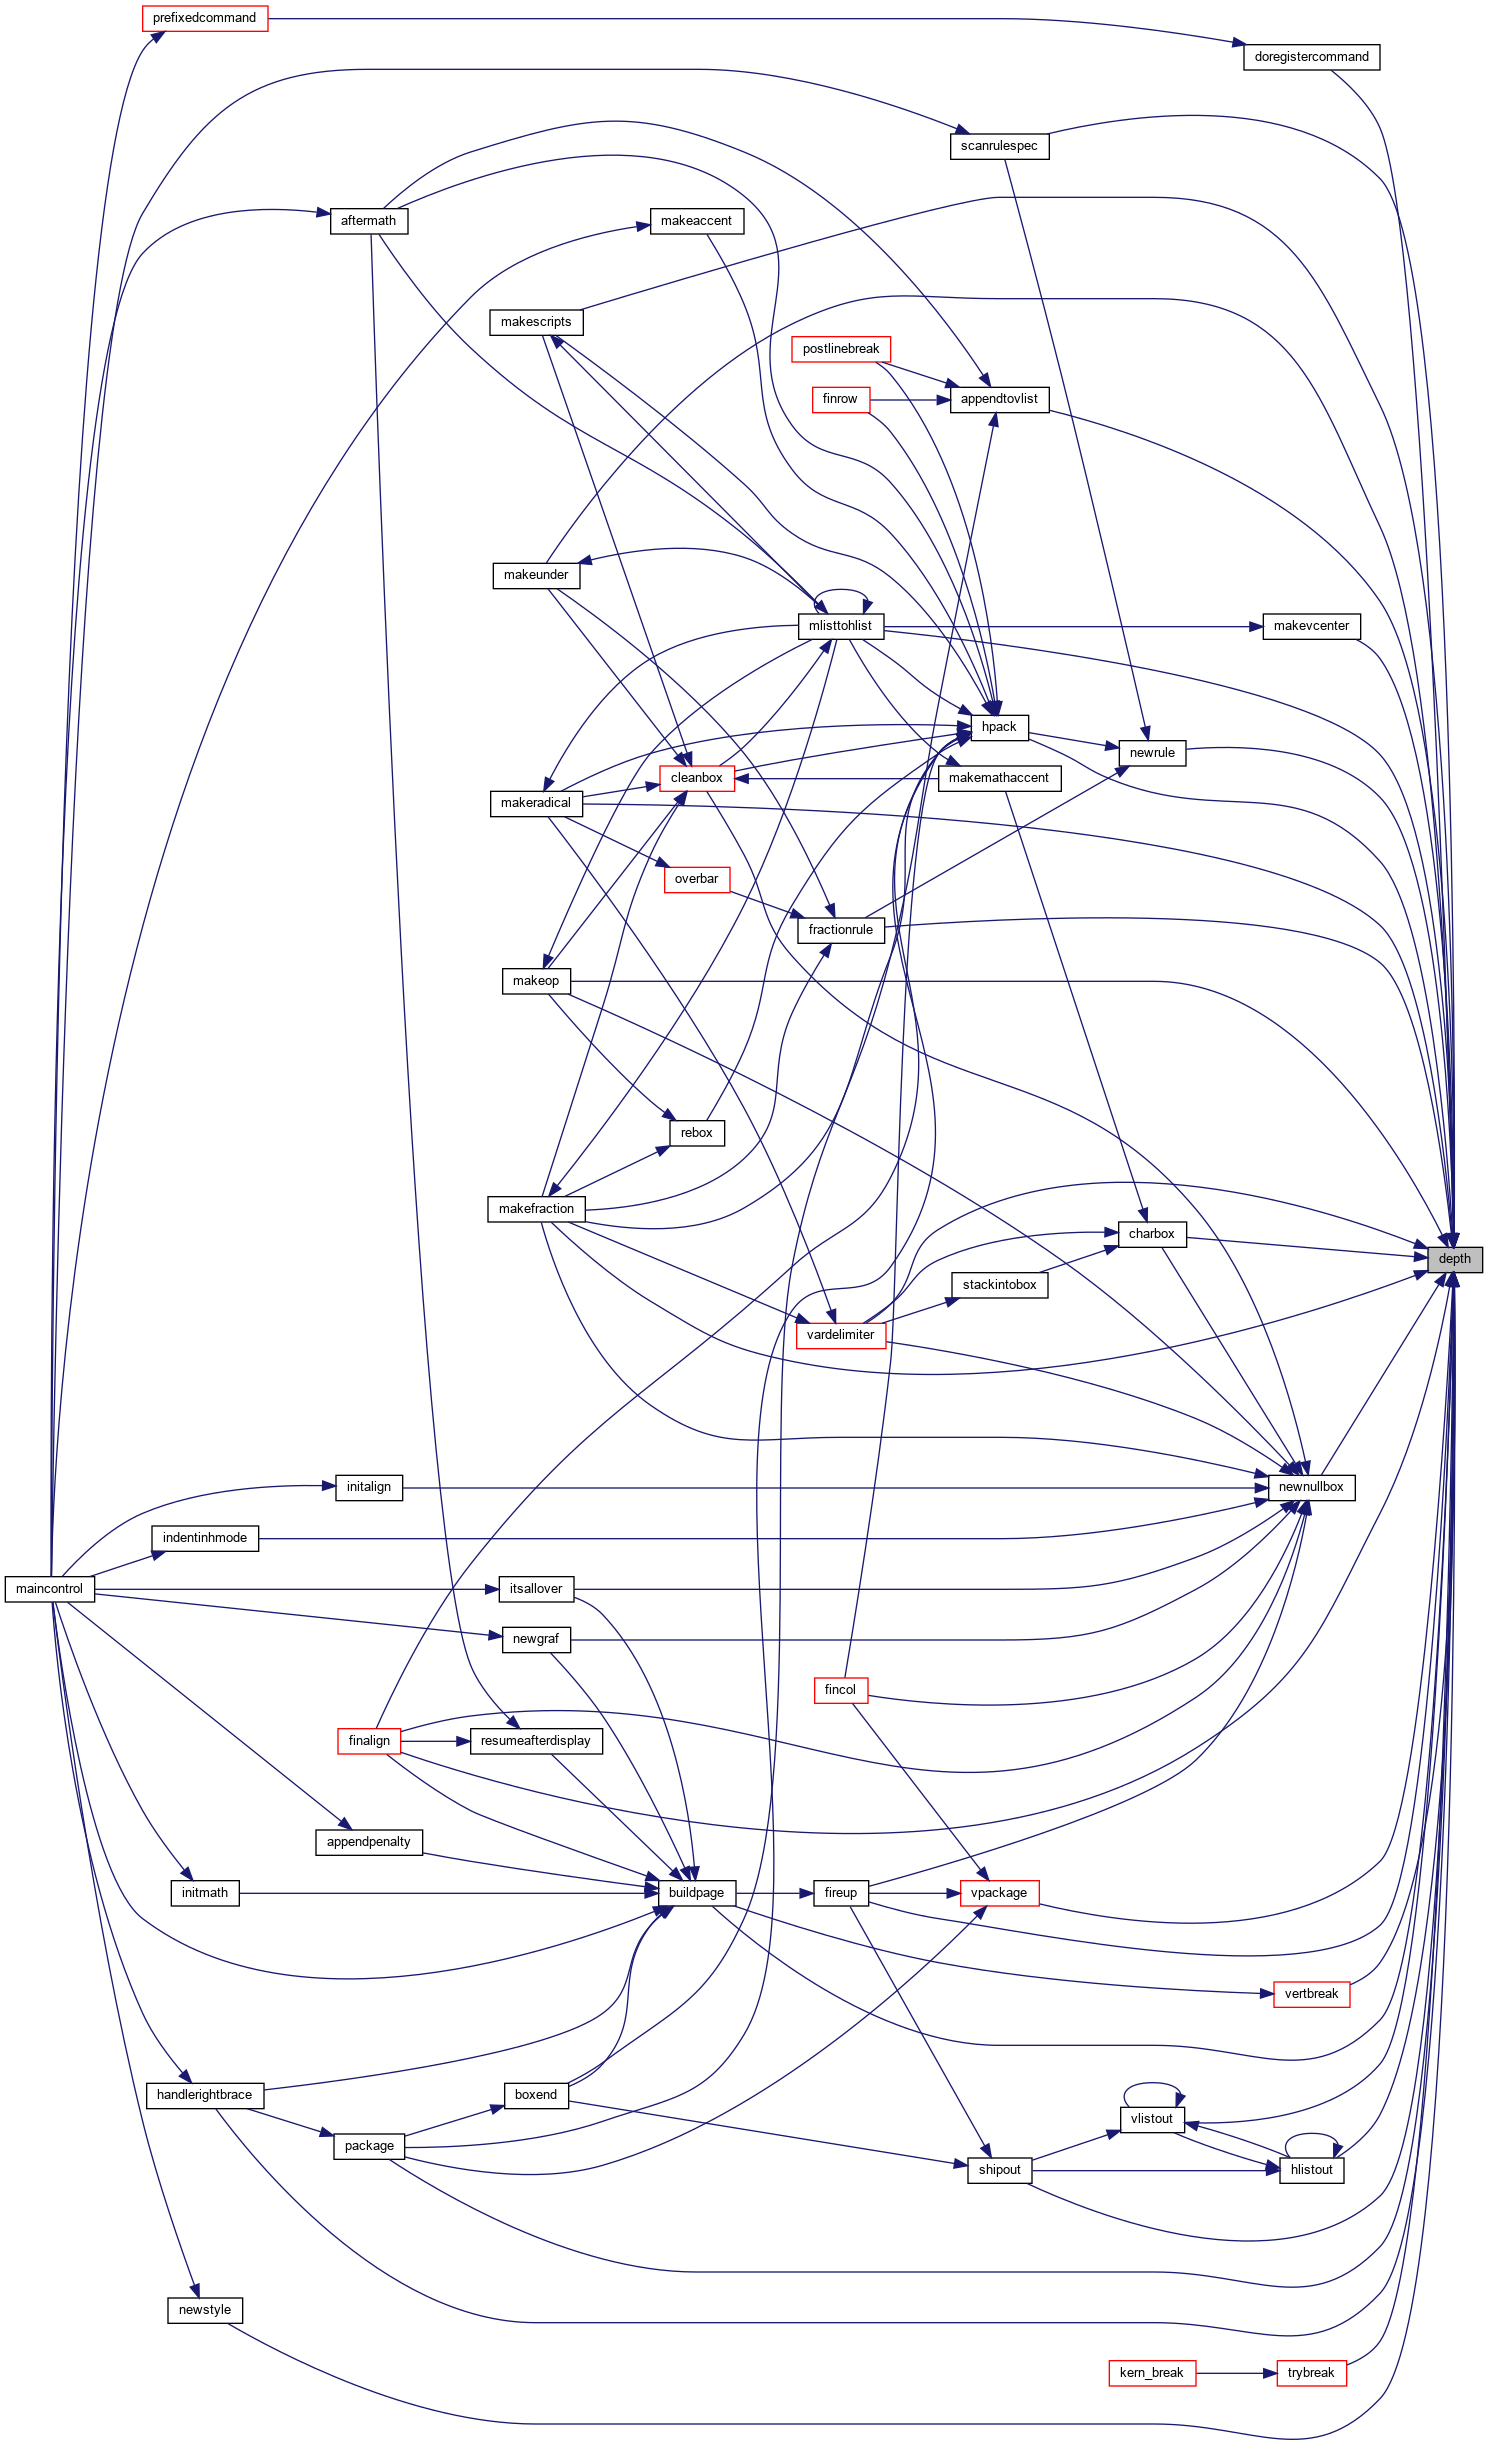 prefixedcommand
doregistercommand
scanrulespec
aftermath
makeaccent
makescripts
postlinebreak
finrow
appendtovlist
makeunder
mlisttohlist
makevcenter
hpack
newrule
cleanbox
makemathaccent
makeradical
overbar
fractionrule
makeop
rebox
makefraction
charbox
depth
stackintobox
vardelimiter
initalign
newnullbox
indentinhmode
maincontrol
itsallover
newgraf
fincol
finalign
resumeafterdisplay
appendpenalty
initmath
buildpage
fireup
vpackage
vertbreak
handlerightbrace
boxend
vlistout
package
shipout
hlistout
newstyle
kern_break
trybreak